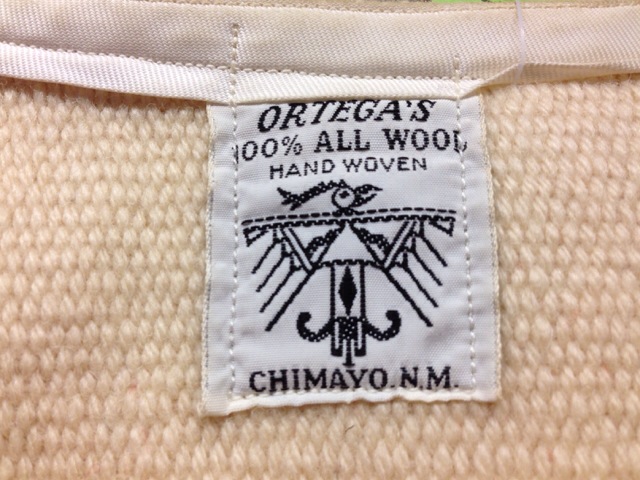 ORTEGA'S
100% ALL WOOL
HAND WOVEN
CHIMAYO. N.M.